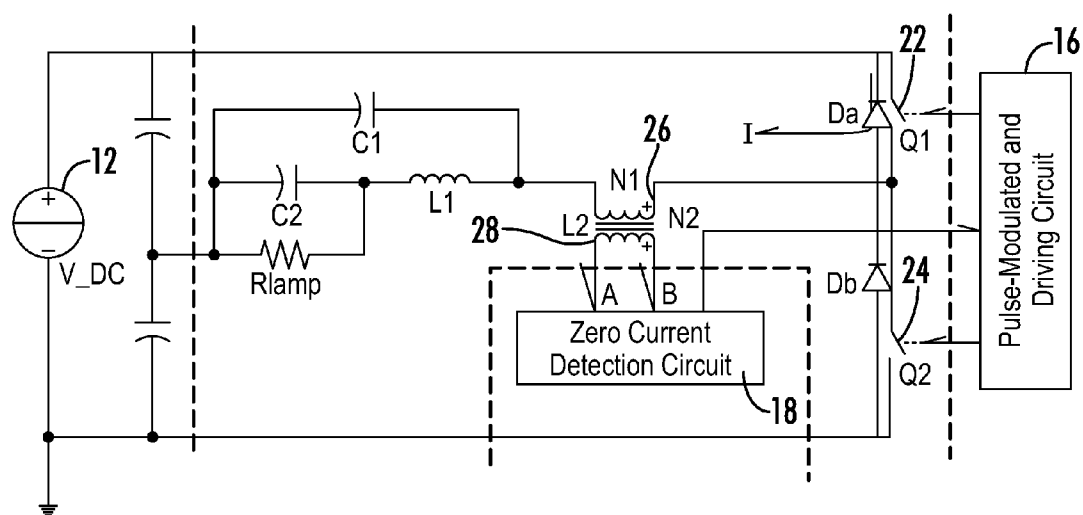 22
16
Da
Q1
C1
I
26
12
+
−
V_DC
C2
L1
N1
+
N2
L2
28
+
Rlamp
A
B
Db
24
Q2
Zero Current
Detection Circuit
18
Pulse-Modulated and
Driving Circuit